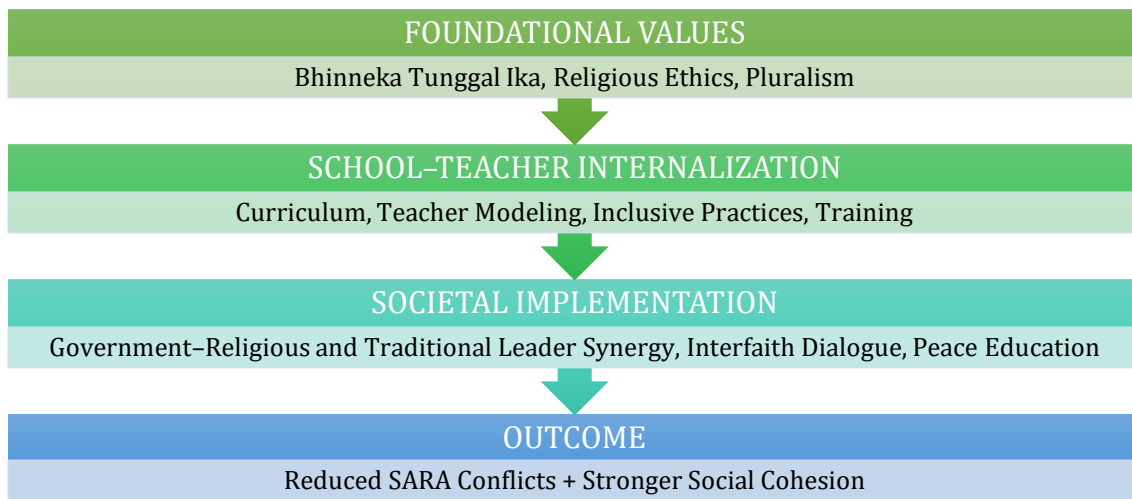 FOUNDATIONAL VALUES
Bhinneka Tunggal Ika, Religious Ethics, Pluralism
SCHOOL–TEACHER INTERNALIZATION
Curriculum, Teacher Modeling, Inclusive Practices, Training
SOCIETAL IMPLEMENTATION
Government–Religious and Traditional Leader Synergy, Interfaith Dialogue, Peace Education
OUTCOME
Reduced SARA Conflicts + Stronger Social Cohesion